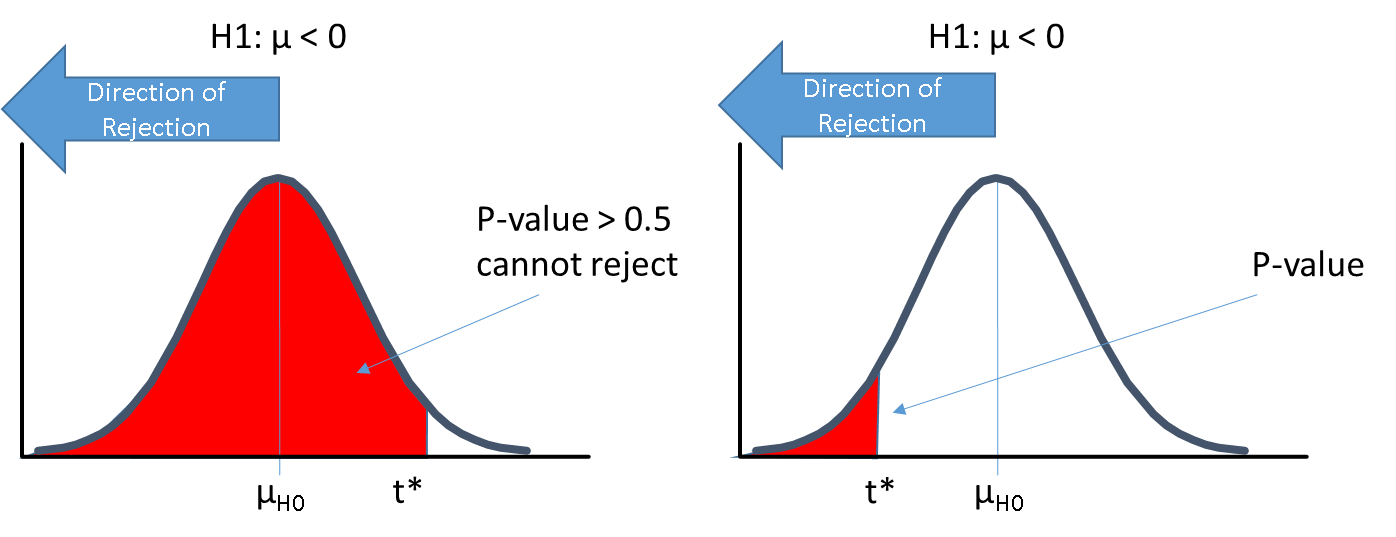 H1: μ < 0
Direction of
Rejection
P-value > 0.5
cannot reject
μH0
t*
H1: μ < 0
Direction of
Rejection
P-value
t*
μH0